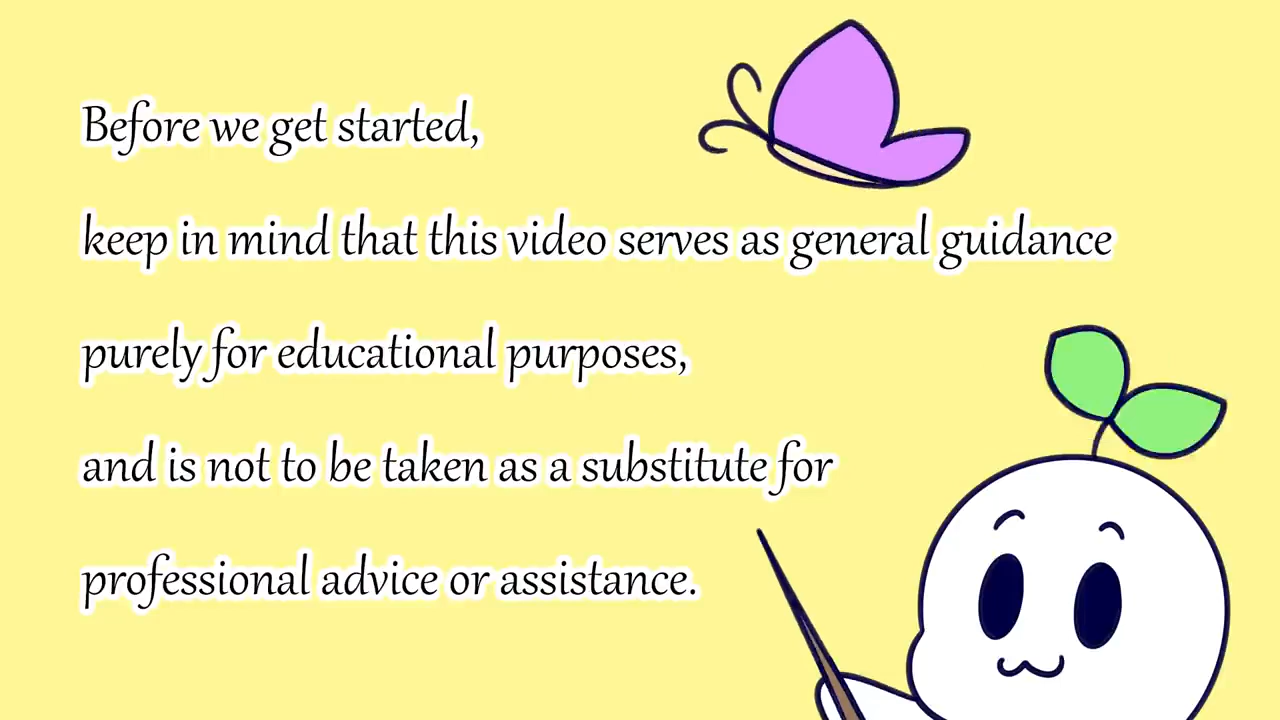 Before we get started,
keep in mind that this video serves as general guidance
purely for educational purposes,
and is not to be taken as a substitute for
professional advice or assistance.